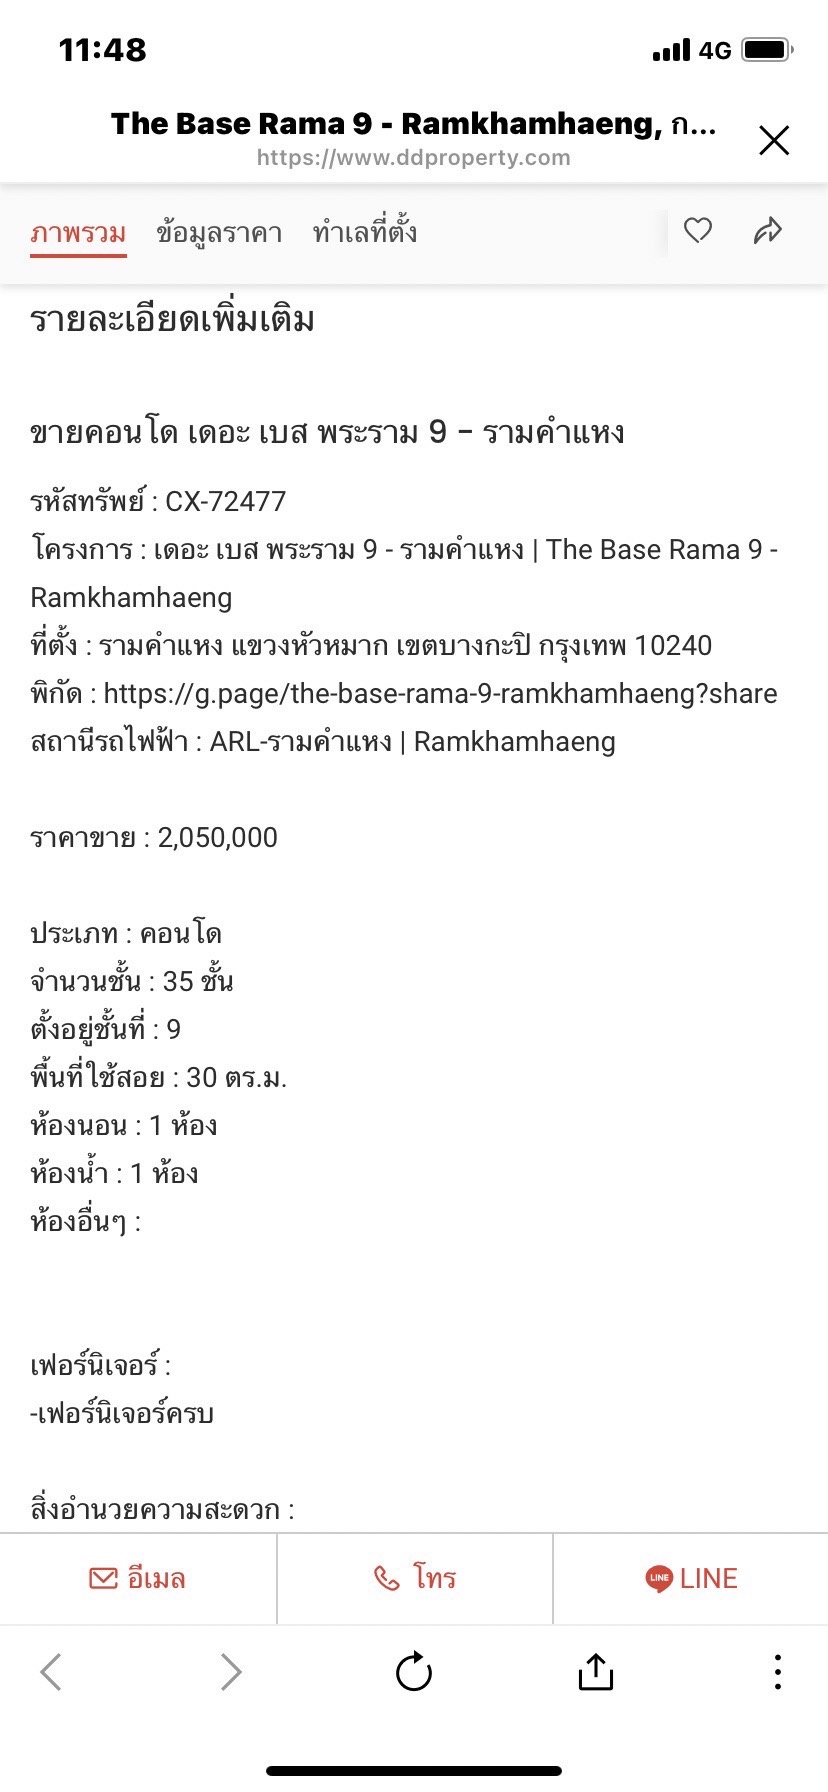 11:48
4G
The Base Rama 9 - Ramkhamhaeng, ก...
https://www.ddproperty.com
ภาพรวม ข้อมูลราคา ทำเลที่ตั้ง
รายละเอียดเพิ่มเติม
ขายคอนโด เดอะ เบส พระราม 9 - รามคำแหง
รหัสทรัพย์ : CX-72477
โครงการ : เดอะ เบส พระราม 9 - รามคำแหง | The Base Rama 9 -
Ramkhamhaeng
ที่ตั้ง : รามคำแหง แขวงหัวหมาก เขตบางกะปิ กรุงเทพ 10240
พิกัด : https://g.page/the-base-rama-9-ramkhamhaeng?share
สถานีรถไฟฟ้า : ARL-รามคำแหง | Ramkhamhaeng
ราคาขาย : 2,050,000
ประเภท : คอนโด
จำนวนชั้น : 35 ชั้น
ตั้งอยู่ชั้นที่ : 9
พื้นที่ใช้สอย : 30 ตร.ม.
ห้องนอน : 1 ห้อง
ห้องน้ำ : 1 ห้อง
ห้องอื่นๆ :
เฟอร์นิเจอร์ :
-เฟอร์นิเจอร์ครบ
สิ่งอำนวยความสะดวก :
อีเมล โทร LINE LINE